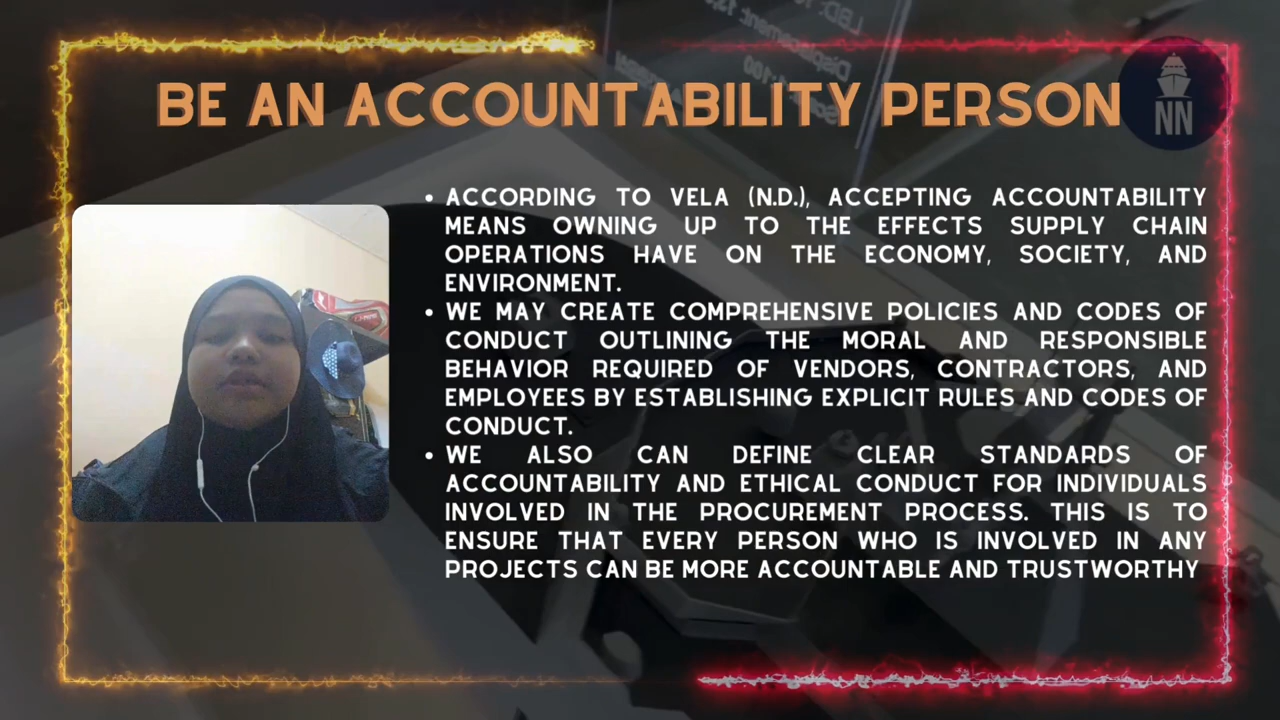 BE AN ACCOUNTABILITY PERSON
NN
• ACCORDING TO VELA (N.D.), ACCEPTING ACCOUNTABILITY
MEANS OWNING UP TO THE EFFECTS SUPPLY CHAIN
OPERATIONS HAVE ON THE ECONOMY, SOCIETY, AND
ENVIRONMENT.
• WE MAY CREATE COMPREHENSIVE POLICIES AND CODES OF
CONDUCT OUTLINING THE MORAL AND RESPONSIBLE
BEHAVIOR REQUIRED OF VENDORS, CONTRACTORS, AND
EMPLOYEES BY ESTABLISHING EXPLICIT RULES AND CODES OF
CONDUCT.
• WE ALSO CAN DEFINE CLEAR STANDARDS OF
ACCOUNTABILITY AND ETHICAL CONDUCT FOR INDIVIDUALS
INVOLVED IN THE PROCUREMENT PROCESS. THIS IS TO
ENSURE THAT EVERY PERSON WHO IS INVOLVED IN ANY
PROJECTS CAN BE MORE ACCOUNTABLE AND TRUSTWORTHY